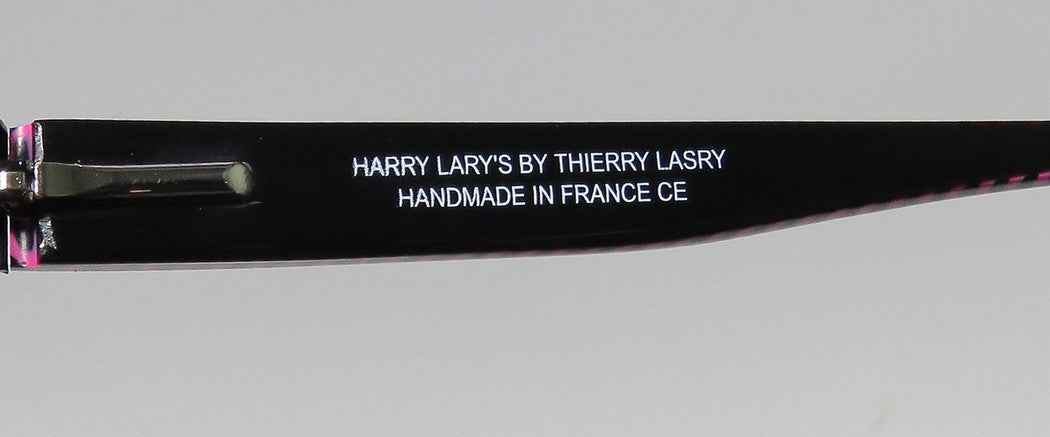 HARRY LARY'S BY THIERRY LASRY
HANDMADE IN FRANCE CE